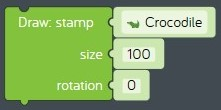 Draw: stamp Crocodile
size 100
rotation 0